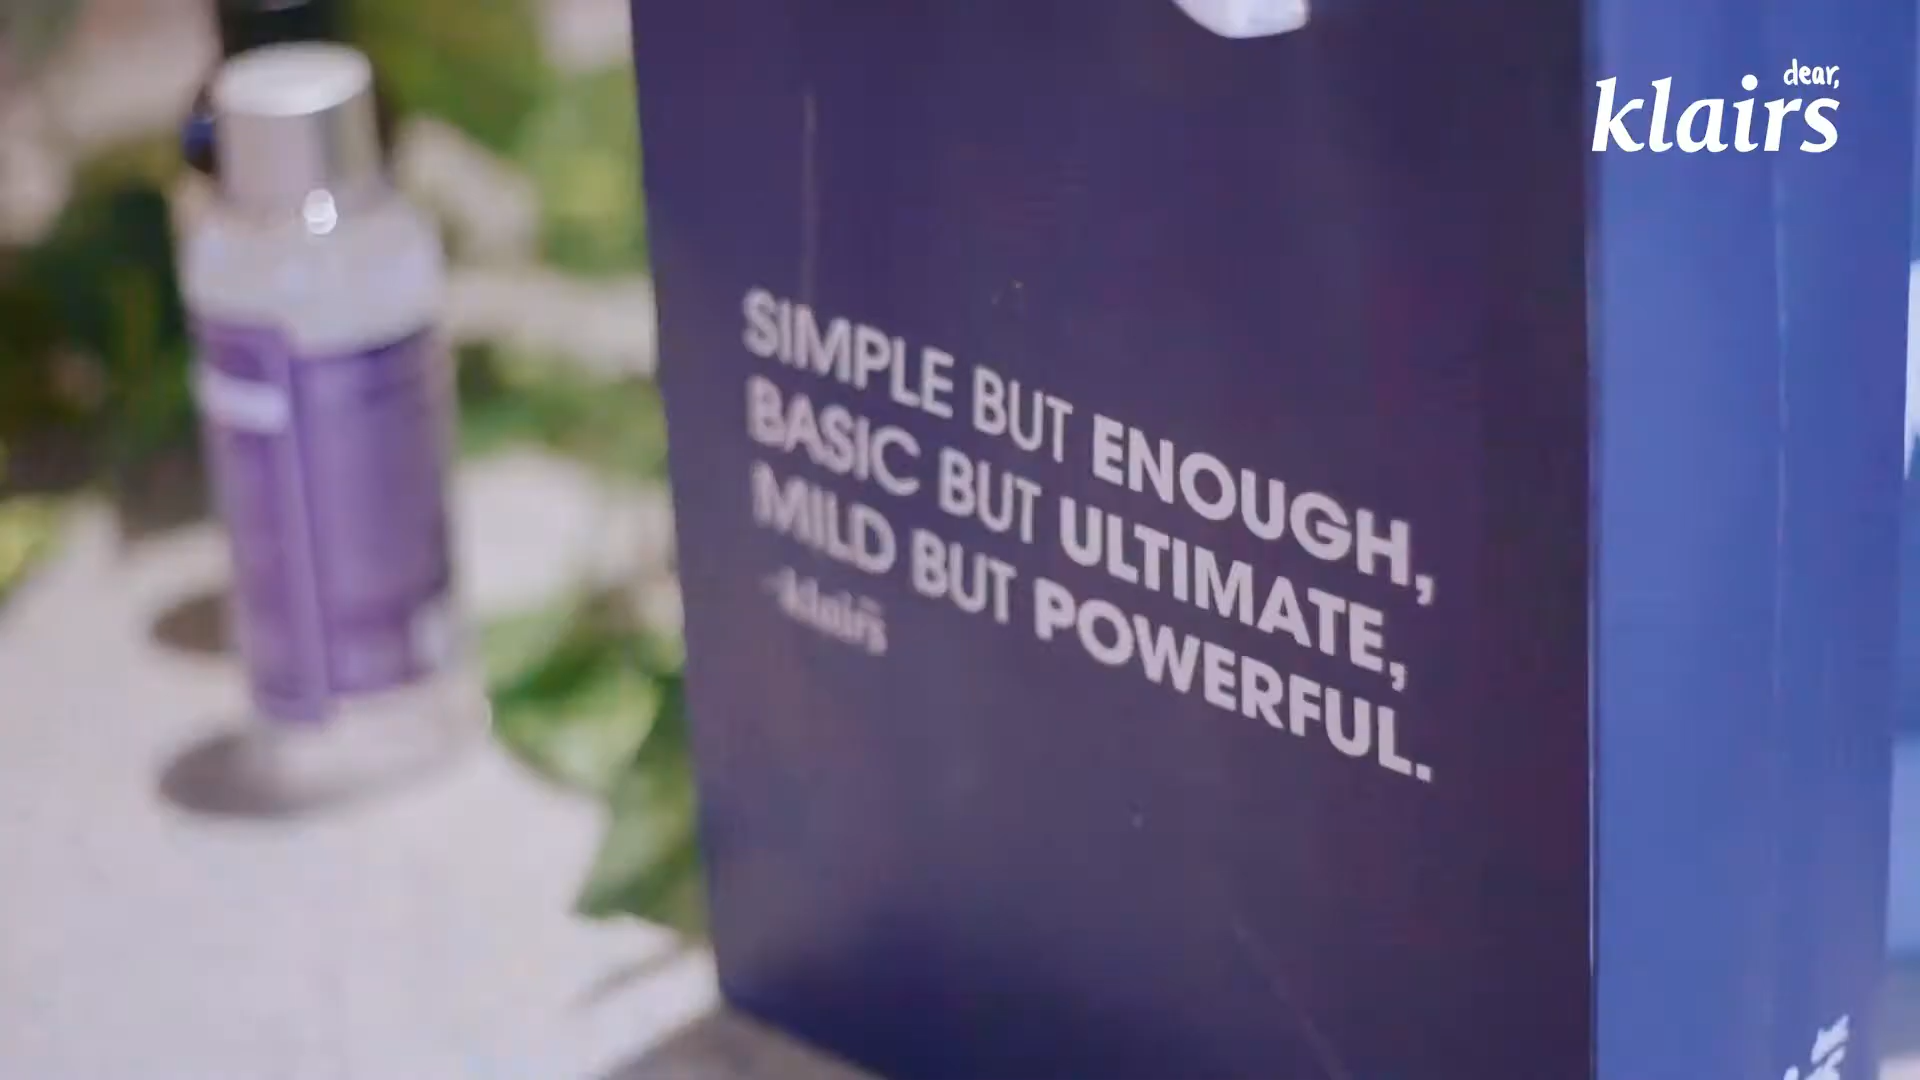 dear,
klairs
SIMPLE BUT ENOUGH,
BASIC BUT ULTIMATE,
MILD BUT POWERFUL.
-klairs